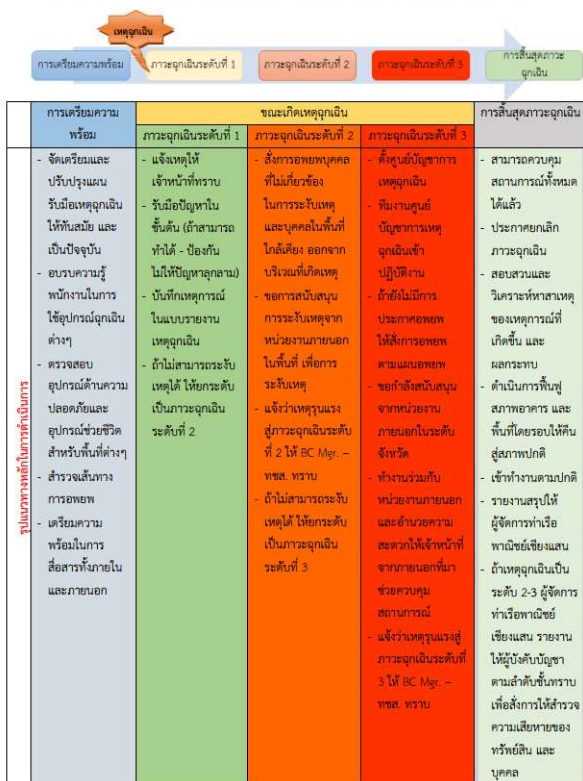 เหตุฉุกเฉิน
การเตรียมความพร้อม
ภาวะฉุกเฉินระดับที่ 1
ภาวะฉุกเฉินระดับที่ 2
ภาวะฉุกเฉินระดับที่ 3
การสิ้นสุดภาวะ
ฉุกเฉิน
การเตรียมความ
พร้อม
ขณะเกิดเหตุฉุกเฉิน
การสิ้นสุดภาวะฉุกเฉิน
ภาวะฉุกเฉินระดับที่ 1
ภาวะฉุกเฉินระดับที่ 2
ภาวะฉุกเฉินระดับที่ 3
รูปแนวทางหลักในการดำเนินการ
- จัดเตรียมและ
ปรับปรุงแผน
รับมือเหตุฉุกเฉิน
ให้ทันสมัย และ
เป็นปัจจุบัน
- อบรมความรู้
พนักงานในการ
ใช้อุปกรณ์ฉุกเฉิน
ต่างๆ
- ตรวจสอบ
อุปกรณ์ด้านความ
ปลอดภัยและ
อุปกรณ์ช่วยชีวิต
สำหรับพื้นที่ต่างๆ
- สำรวจเส้นทาง
การอพยพ
- เตรียมความ
พร้อมในการ
สื่อสารทั้งภายใน
และภายนอก
- แจ้งเหตุให้
เจ้าหน้าที่ทราบ
- รับมือปัญหาใน
ขั้นต้น (ถ้าสามารถ
ทำได้ - ป้องกัน
ไม่ให้ปัญหาลุกลาม)
- บันทึกเหตุการณ์
ในแบบรายงาน
เหตุฉุกเฉิน
- ถ้าไม่สามารถระงับ
เหตุได้ ให้ยกระดับ
เป็นภาวะฉุกเฉิน
ระดับที่ 2
- สั่งการอพยพบุคคล
ที่ไม่เกี่ยวข้อง
ในการระงับเหตุ
และบุคคลในพื้นที่
ใกล้เคียง ออกจาก
บริเวณที่เกิดเหตุ
- ขอการสนับสนุน
การระงับเหตุจาก
หน่วยงานภายนอก
ในพื้นที่ เพื่อการ
ระงับเหตุ
- แจ้งว่าเหตุรุนแรง
สู่ภาวะฉุกเฉินระดับ
ที่ 2 ให้ BC Mgr. –
ทชส. ทราบ
- ถ้าไม่สามารถระงับ
เหตุได้ ให้ยกระดับ
เป็นภาวะฉุกเฉิน
ระดับที่ 3
- ตั้งศูนย์บัญชาการ
เหตุฉุกเฉิน
- ทีมงานศูนย์
บัญชาการเหตุ
ฉุกเฉินเข้า
ปฏิบัติงาน
- ถ้ายังไม่มีการ
ประกาศอพยพ
ให้สั่งการอพยพ
ตามแผนอพยพ
- ขอกำลังสนับสนุน
จากหน่วยงาน
ภายนอกในระดับ
จังหวัด
- ทำงานร่วมกับ
หน่วยงานภายนอก
และอำนวยความ
สะดวกให้เจ้าหน้าที่
จากภายนอกที่มา
ช่วยควบคุม
สถานการณ์
- แจ้งว่าเหตุรุนแรงสู่
ภาวะฉุกเฉินระดับที่
3 ให้ BC Mgr. –
ทชส. ทราบ
- สามารถควบคุม
สถานการณ์ทั้งหมด
ได้แล้ว
- ประกาศยกเลิก
ภาวะฉุกเฉิน
- สอบสวนและ
วิเคราะห์หาสาเหตุ
ของเหตุการณ์ที่
เกิดขึ้น และ
ผลกระทบ
- ดำเนินการฟื้นฟู
สภาพอาคาร และ
พื้นที่โดยรอบให้คืน
สู่สภาพปกติ
- เข้าทำงานตามปกติ
- รายงานสรุปให้
ผู้จัดการท่าเรือ
พาณิชย์เชียงแสน
- ถ้าเหตุฉุกเฉินเป็น
ระดับ 2-3 ผู้จัดการ
ท่าเรือพาณิชย์
เชียงแสน รายงาน
ให้ผู้บังคับบัญชา
ตามลำดับชั้นทราบ
เพื่อสั่งการให้สำรวจ
ความเสียหายของ
ทรัพย์สิน และ
บุคคล